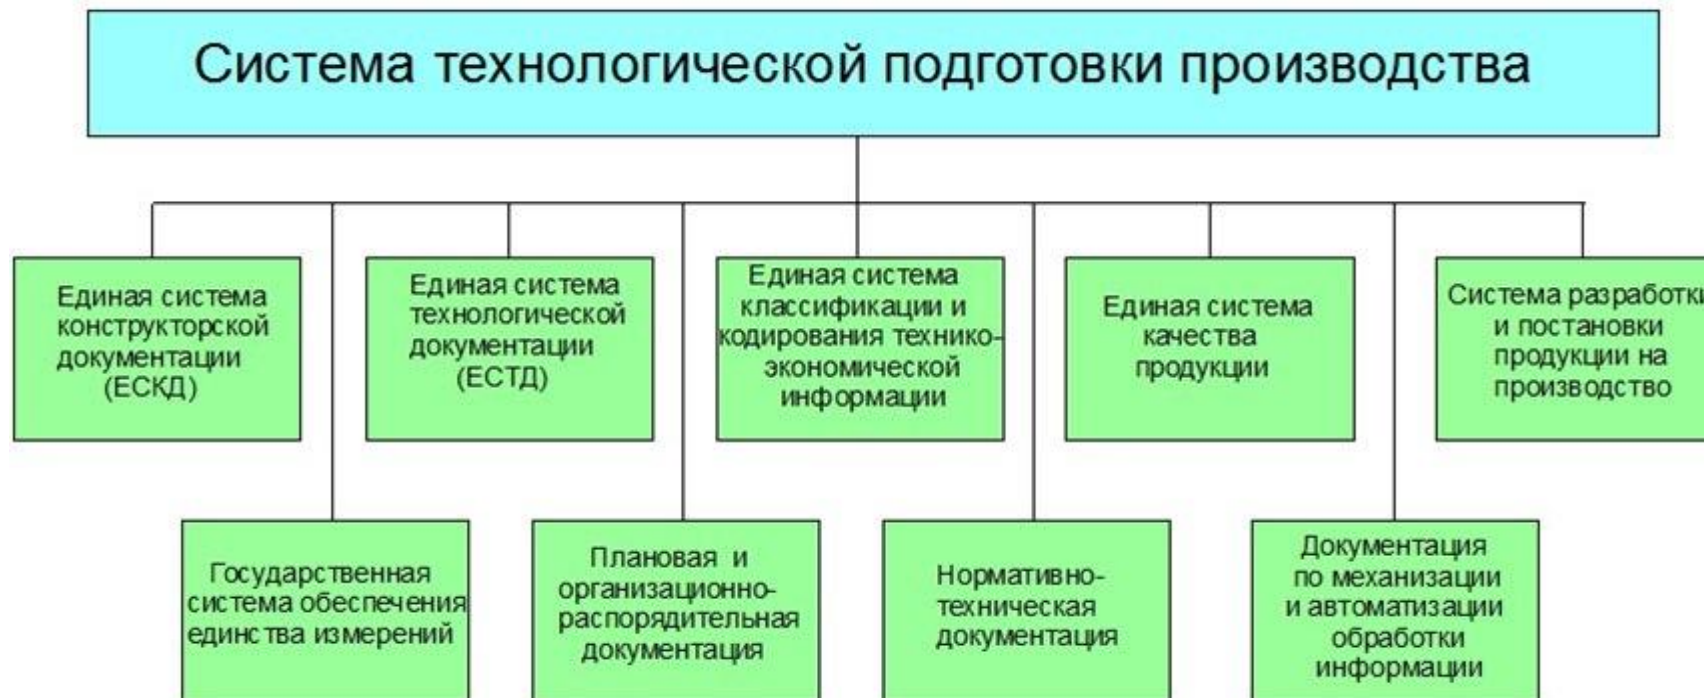 Система технологической подготовки производства
Единая система
конструкторской
документации
(ЕСКД)
Единая система
технологической
документации
(ЕСТД)
Единая система
классификации и
кодирования технико-
экономической
информации
Единая система
качества
продукции
Система разработки
и постановки
продукции на
производство
Государственная
система обеспечения
единства измерений
Плановая и
организационно-
распорядительная
документация
Нормативно-
техническая
документация
Документация
по механизации
и автоматизации
обработки
информации